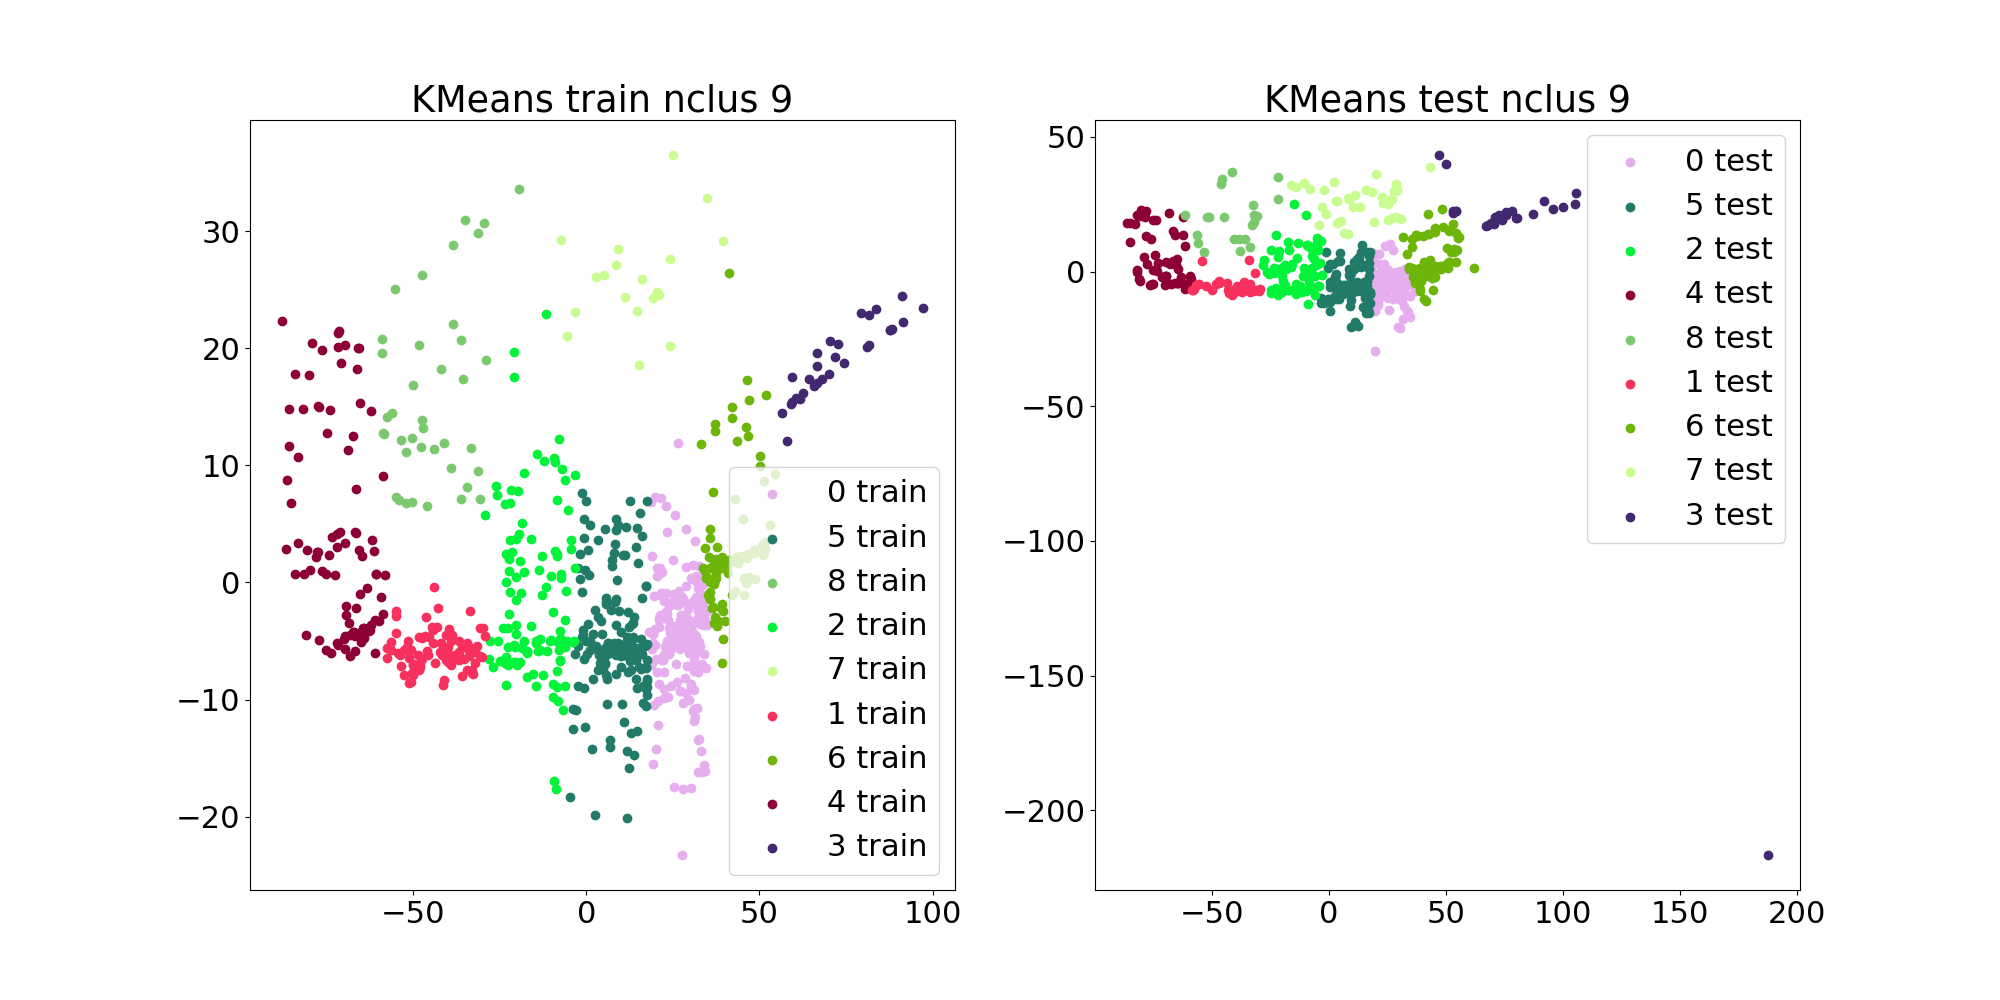 KMeans train nclus 9
30
20
10
0
−10
−20
−50
0
50
100
0 train
5 train
8 train
2 train
7 train
1 train
6 train
4 train
3 train
KMeans test nclus 9
50
0
−50
−100
−150
−200
−50
0
50
100
150
200
0 test
5 test
2 test
4 test
8 test
1 test
6 test
7 test
3 test